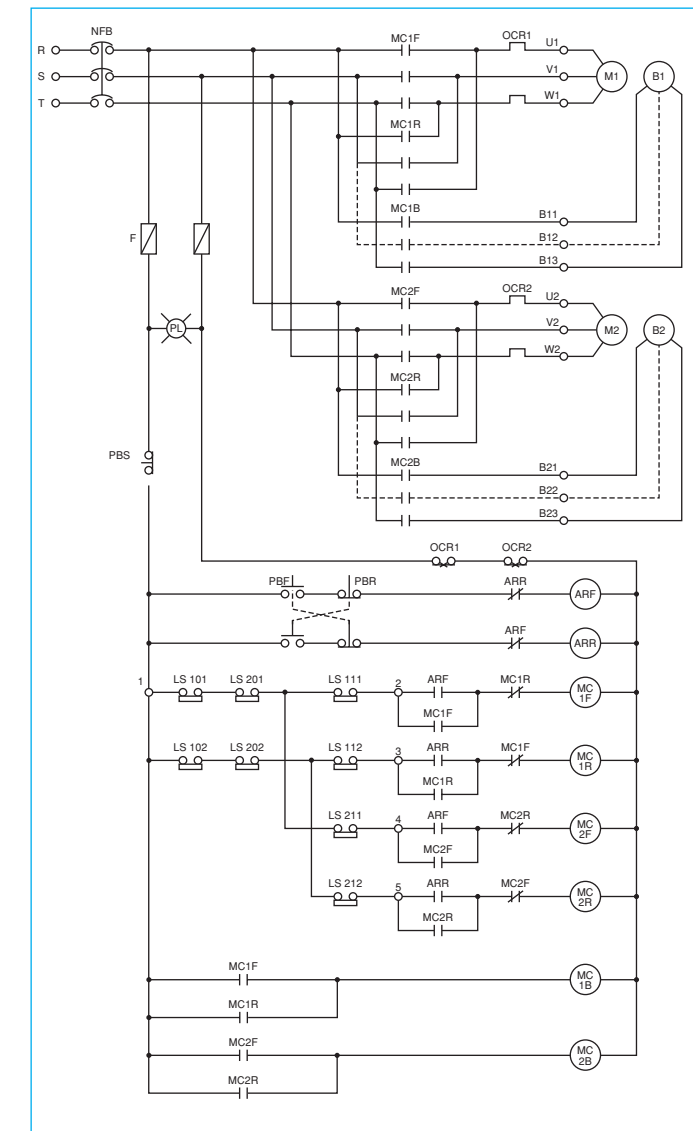 NFB
MC1F OCR1 U1
R
S V1 M1 B1
T W1
MC1R
MC1B B11
F B12
B13
MC2F OCR2 U2
PL V2 M2 B2
W2
MC2R
PBS MC2B B21
B22
B23
OCR1 OCR2
PBF PBR ARR ARF
ARF ARR
1 LS 101 LS 201 LS 111 2 ARF MC1R MC 1F
MC1F
LS 102 LS 202 LS 112 3 ARR MC1F MC 1R
MC1R
LS 211 4 ARF MC2R MC 2F
MC2F
LS 212 5 ARR MC2F MC 2R
MC2R
MC1F MC 1B
MC1R
MC2F MC 2B
MC2R